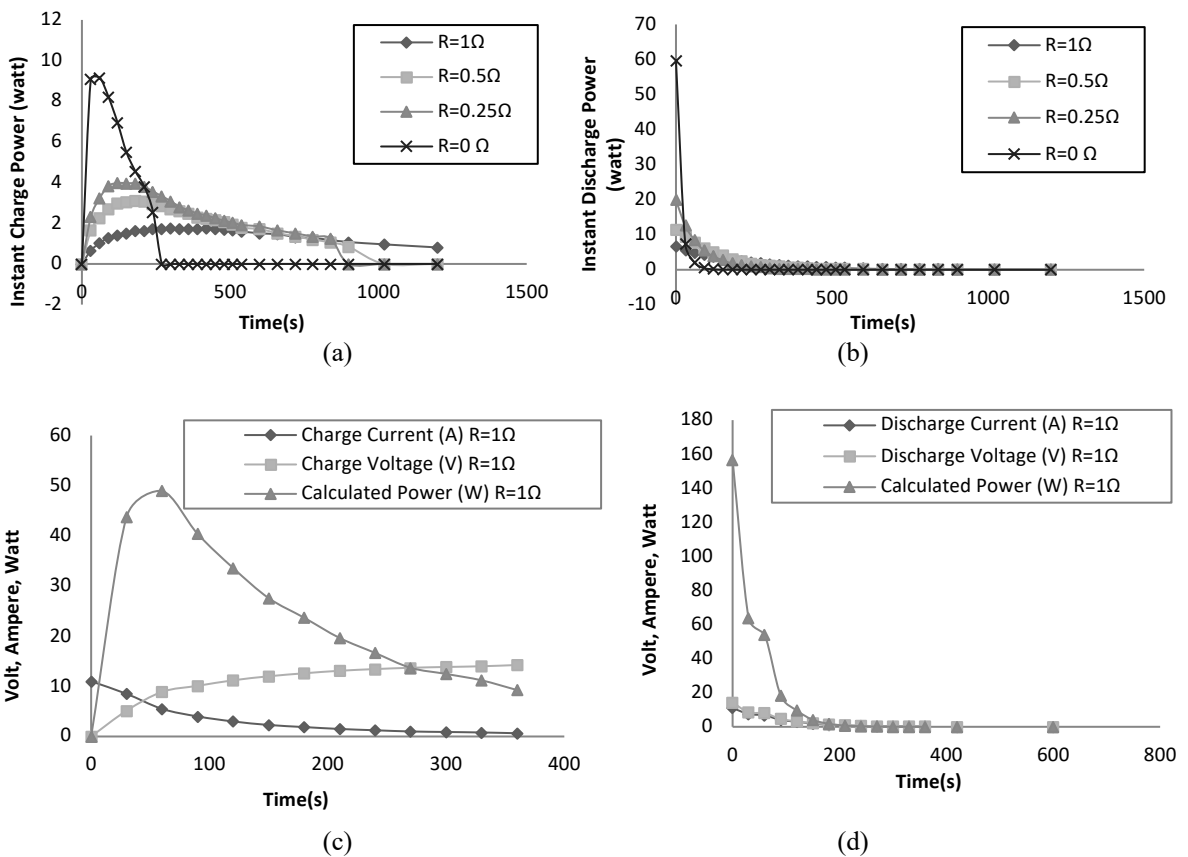 12
10
8
6
4
2
0
-2
0
500
1000
1500
Instant Charge Power (watt)
Time(s)
R=1Ω
R=0.5Ω
R=0.25Ω
R=0 Ω
(a)
70
60
50
40
30
20
10
0
-10
0
500
1000
1500
Instant Discharge Power
(watt)
Time(s)
R=1Ω
R=0.5Ω
R=0.25Ω
R=0 Ω
(b)
60
50
40
30
20
10
0
0
100
200
300
400
Volt, Ampere, Watt
Time(s)
Charge Current (A) R=1Ω
Charge Voltage (V) R=1Ω
Calculated Power (W) R=1Ω
(c)
180
160
140
120
100
80
60
40
20
0
0
200
400
600
800
Volt, Ampere, Watt
Time(s)
Discharge Current (A) R=1Ω
Discharge Voltage (V) R=1Ω
Calculated Power (W) R=1Ω
(d)